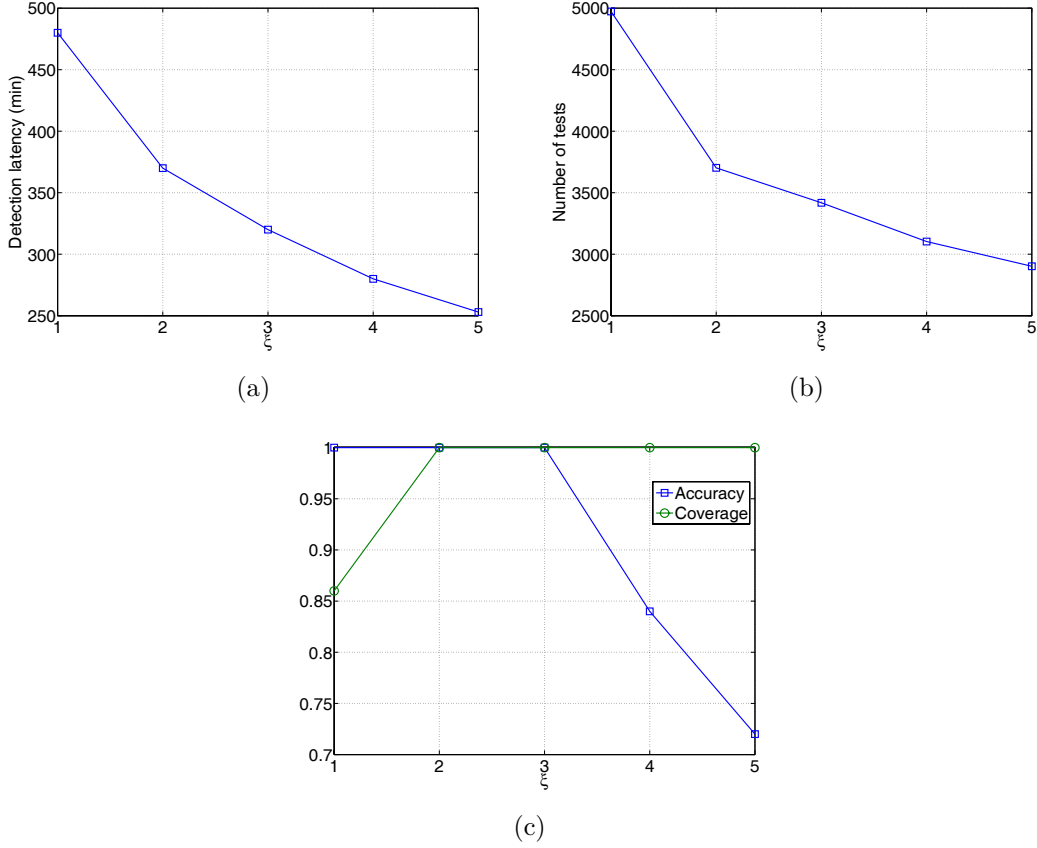 500
450
400
350
300
250
1 2 3 4 5
Detection latency (min)
ξ
(a)
5000
4500
4000
3500
3000
2500
1 2 3 4 5
Number of tests
ξ
(b)
1
0.95
0.9
0.85
0.8
0.75
0.7
1 2 3 4 5
Accuracy
Coverage
ξ
(c)